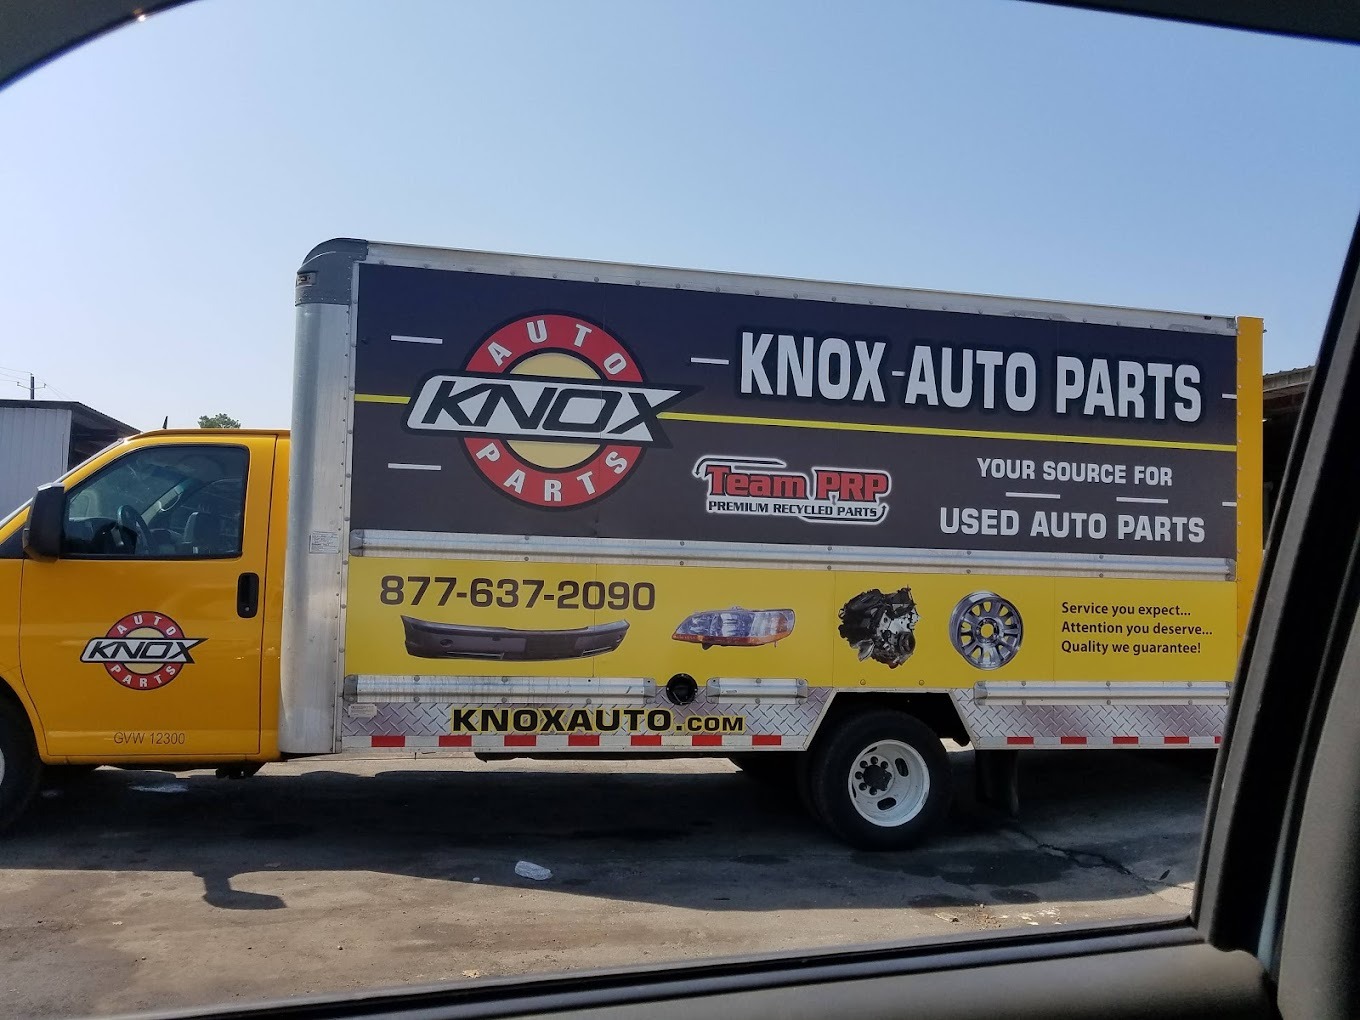 AUTO
KNOX
PARTS
KNOX-AUTO PARTS
Team PRP
PREMIUM RECYCLED PARTS
YOUR SOURCE FOR
USED AUTO PARTS
877-637-2090
Service you expect...
Attention you deserve...
Quality we guarantee!
KNOXAUTO.COM
AUTO
KNOX
PARTS
GVW 12300